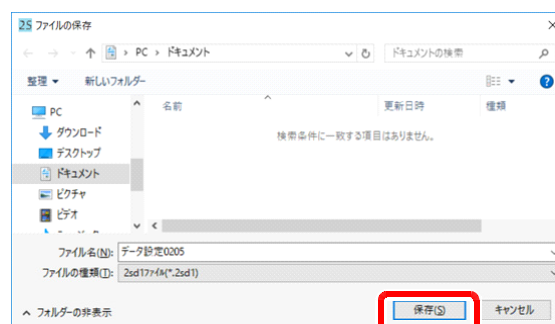 2S ファイルの保存
PC › ドキュメント
ドキュメントの検索
整理
新しいフォルダー
?
名前
更新日時
種類
検索条件に一致する項目はありません。
PC
ダウンロード
デスクトップ
ドキュメント
ピクチャ
ビデオ
ファイル名(N): データ設定0205
ファイルの種類(T): 2sd1ファイル(*.2sd1)
フォルダーの非表示
保存(S)
キャンセル